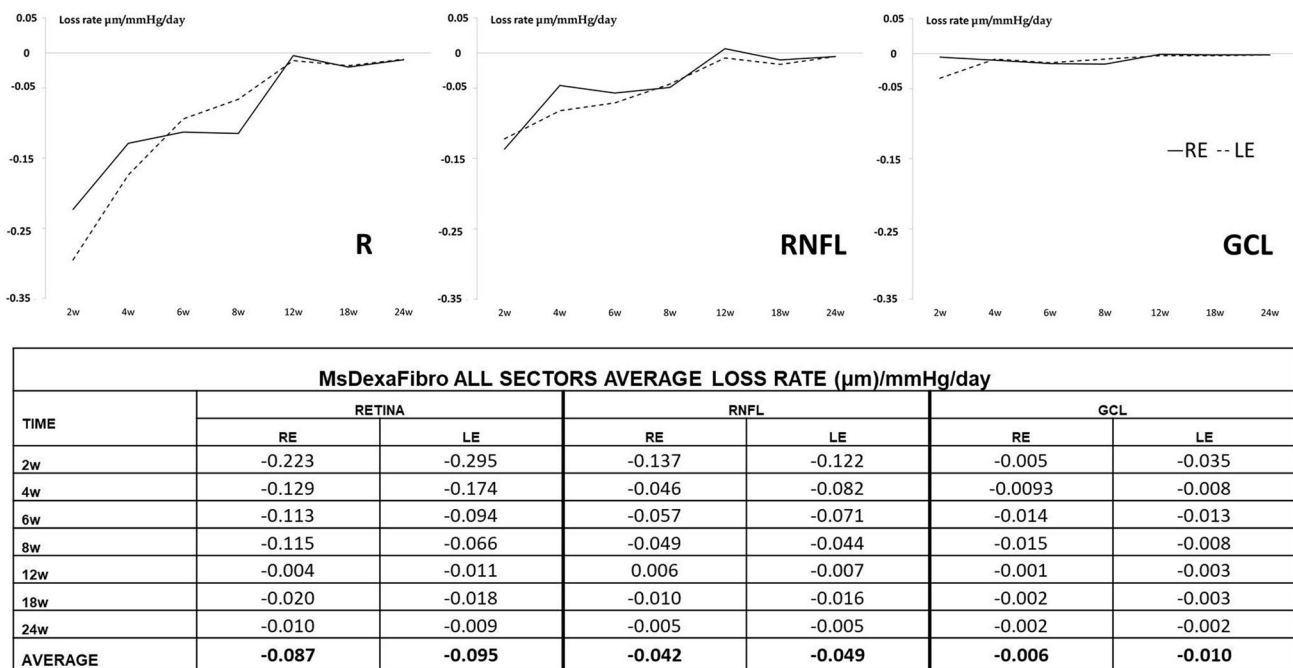 0.05 Loss rate µm/mmHg/day
0
-0.05
-0.15
-0.25
-0.35
R
2w 4w 6w 8w 12w 18w 24w
0.05 Loss rate µm/mmHg/day
0
-0.05
-0.15
-0.25
-0.35
RNFL
2w 4w 6w 8w 12w 18w 24w
0.05 Loss rate µm/mmHg/day
0
-0.05
-0.15
-0.25
-0.35
RE LE
GCL
2w 4w 6w 8w 12w 18w 24w
MsDexaFibro ALL SECTORS AVERAGE LOSS RATE (µm)/mmHg/day
TIME RETINA RNFL GCL
RE LE RE LE RE LE
2w -0.223 -0.295 -0.137 -0.122 -0.005 -0.035
4w -0.129 -0.174 -0.046 -0.082 -0.0093 -0.008
6w -0.113 -0.094 -0.057 -0.071 -0.014 -0.013
8w -0.115 -0.066 -0.049 -0.044 -0.015 -0.008
12w -0.004 -0.011 0.006 -0.007 -0.001 -0.003
18w -0.020 -0.018 -0.010 -0.016 -0.002 -0.003
24w -0.010 -0.009 -0.005 -0.005 -0.002 -0.002
AVERAGE -0.087 -0.095 -0.042 -0.049 -0.006 -0.010